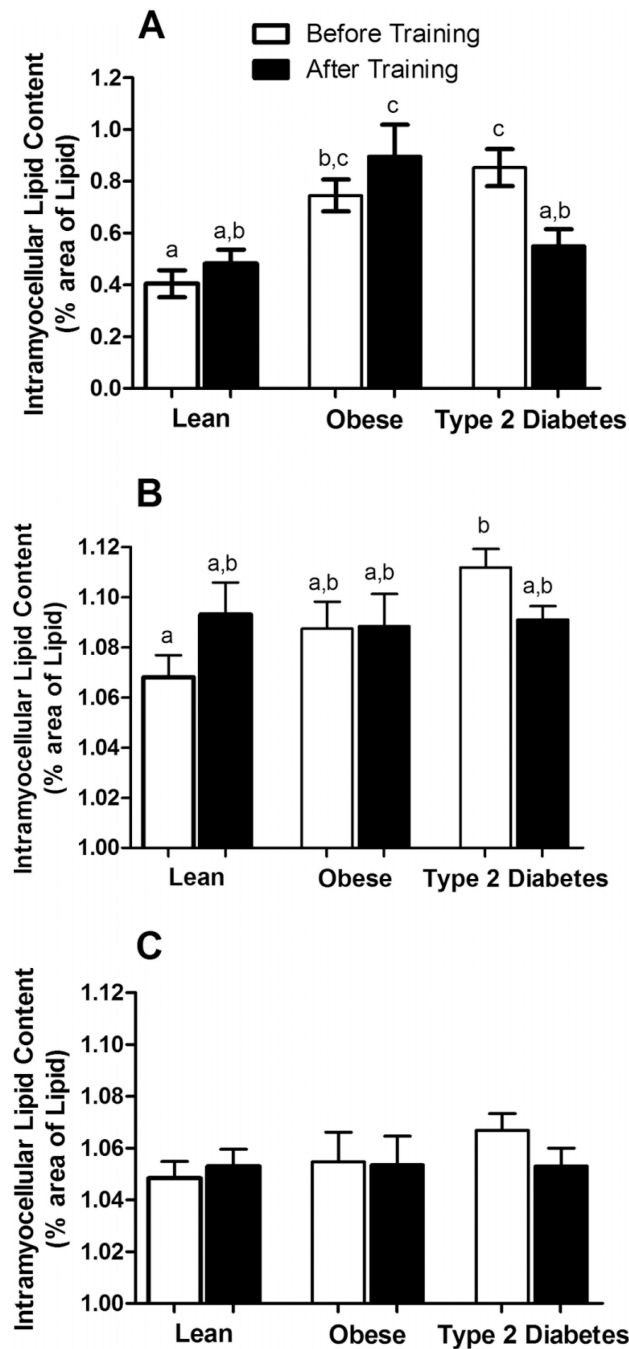 A
Before Training
After Training
Intramyocellular Lipid Content
(% area of Lipid)
1.2
1.0
0.8
0.6
0.4
0.2
0.0
a
a,b
b,c
c
c
a,b
Lean
Obese
Type 2 Diabetes
B
Intramyocellular Lipid Content
(% area of Lipid)
1.12
1.10
1.08
1.06
1.04
1.02
1.00
a
a,b
a,b
a,b
b
a,b
Lean
Obese
Type 2 Diabetes
C
Intramyocellular Lipid Content
(% area of Lipid)
1.12
1.10
1.08
1.06
1.04
1.02
1.00
Lean
Obese
Type 2 Diabetes